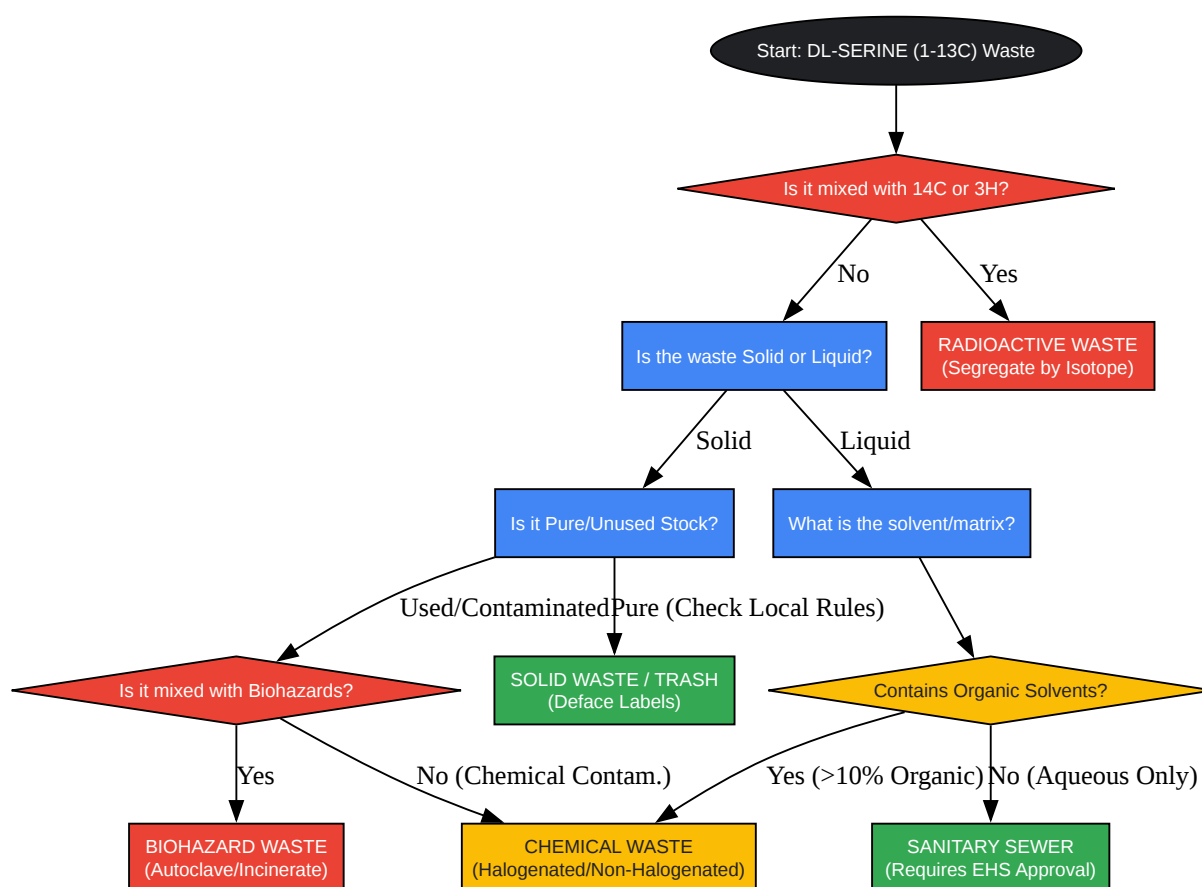 Start: DL-SERINE (1-13C) Waste
Is it mixed with 14C or 3H?
No
Yes
Is the waste Solid or Liquid?
RADIOACTIVE WASTE
(Segregate by Isotope)
Solid
Liquid
Is it Pure/Unused Stock?
What is the solvent/matrix?
Used/Contaminated
Pure (Check Local Rules)
Is it mixed with Biohazards?
SOLID WASTE / TRASH
(Deface Labels)
Contains Organic Solvents?
Yes
No (Chemical Contam.)
Yes (>10% Organic)
No (Aqueous Only)
BIOHAZARD WASTE
(Autoclave/Incinerate)
CHEMICAL WASTE
(Halogenated/Non-Halogenated)
SANITARY SEWER
(Requires EHS Approval)